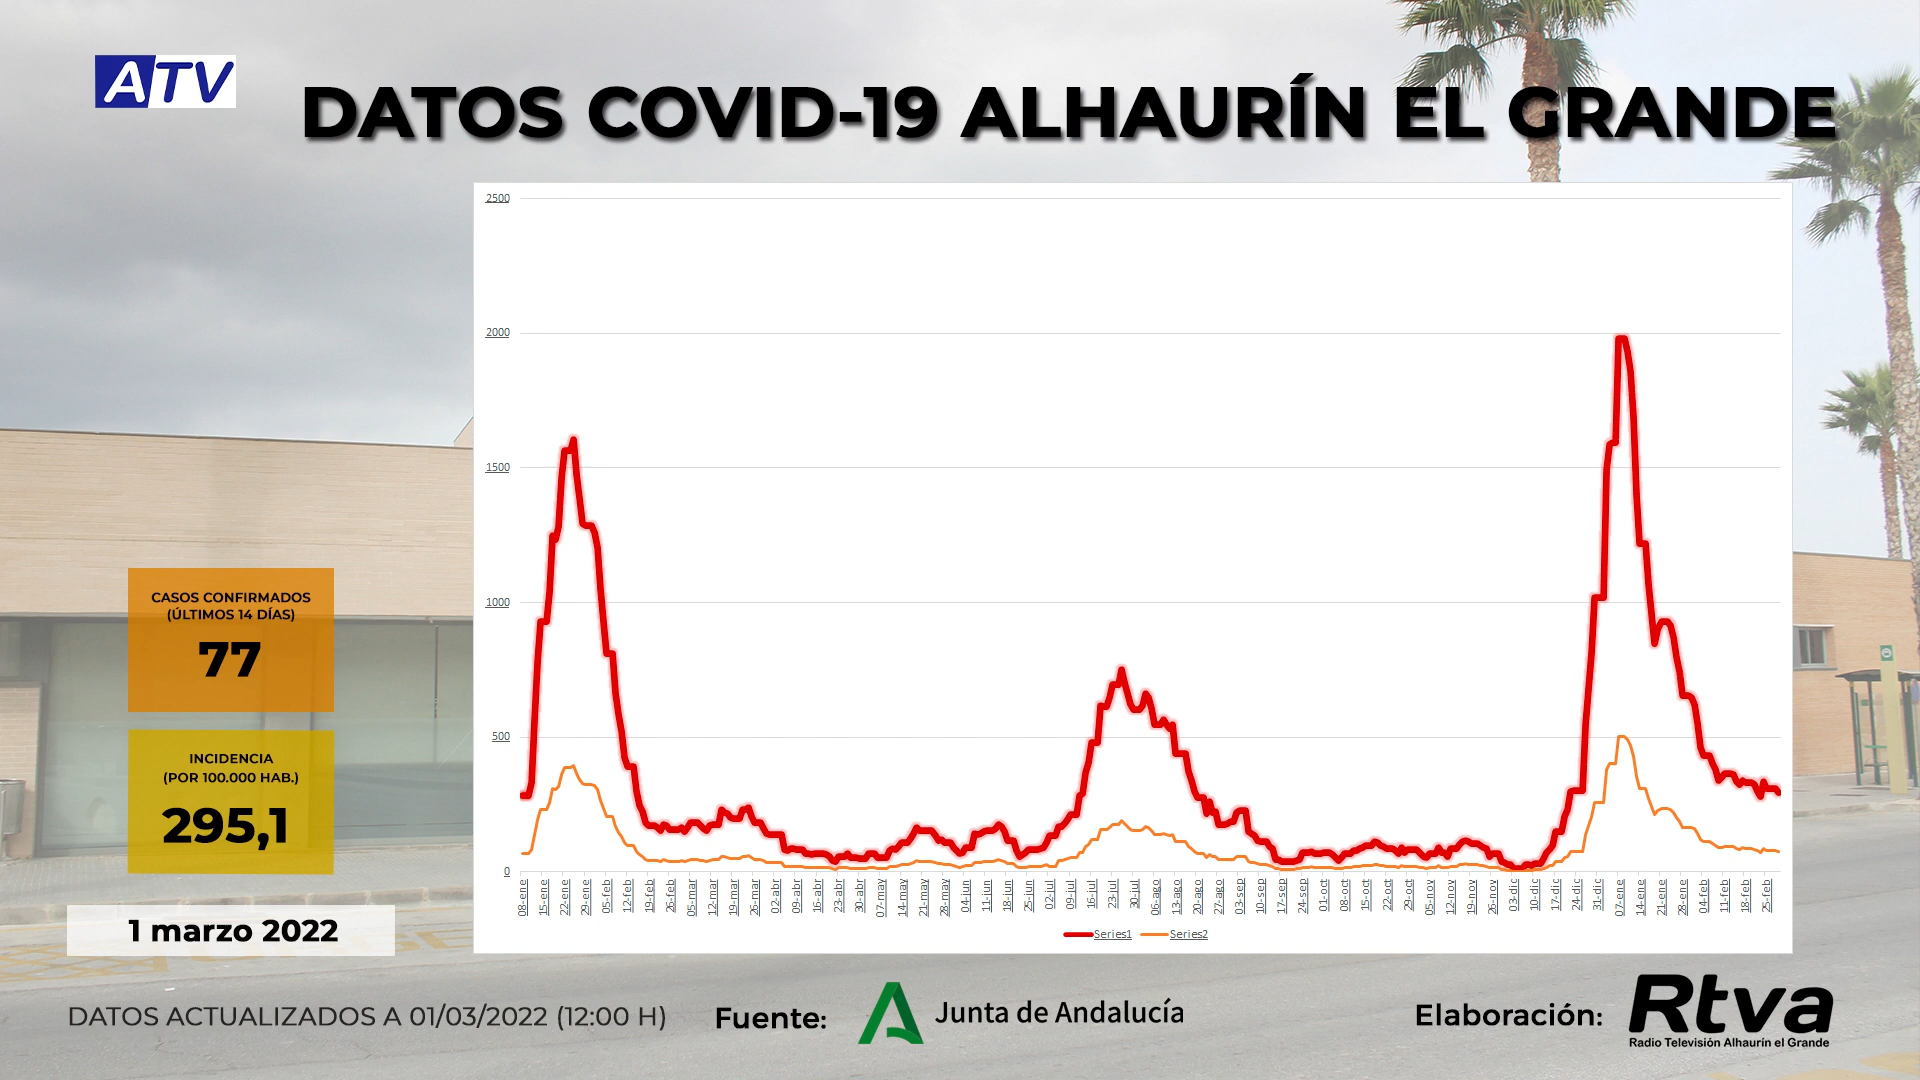 ATV
DATOS COVID-19 ALHAURÍN EL GRANDE
2500
2000
1500
1000
500
0
08-ene 15-ene 22-ene 29-ene 05-feb 12-feb 19-feb 26-feb 05-mar 12-mar 19-mar 26-mar 02-abr 09-abr 16-abr 23-abr 30-abr 07-may 14-may 21-may 28-may 04-jun 11-jun 18-jun 25-jun 02-jul 09-jul 16-jul 23-jul 30-jul 06-ago 13-ago 20-ago 27-ago 03-sep 10-sep 17-sep 24-sep 01-oct 08-oct 15-oct 22-oct 29-oct 05-nov 12-nov 19-nov 26-nov 03-dic 10-dic 17-dic 24-dic 31-dic 07-ene 14-ene 21-ene 28-ene 04-feb 11-feb 18-feb 25-feb
Series1 Series2
CASOS CONFIRMADOS
(ÚLTIMOS 14 DÍAS)
77
INCIDENCIA
(POR 100.000 HAB.)
295,1
1 marzo 2022
DATOS ACTUALIZADOS A 01/03/2022 (12:00 H)
Fuente:
Junta de Andalucía
Elaboración:
Rtva
Radio Televisión Alhaurín el Grande